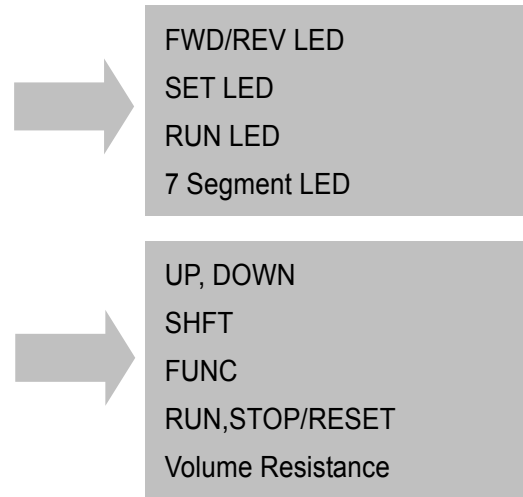 FWD/REV LED
SET LED
RUN LED
7 Segment LED
UP, DOWN
SHFT
FUNC
RUN,STOP/RESET
Volume Resistance